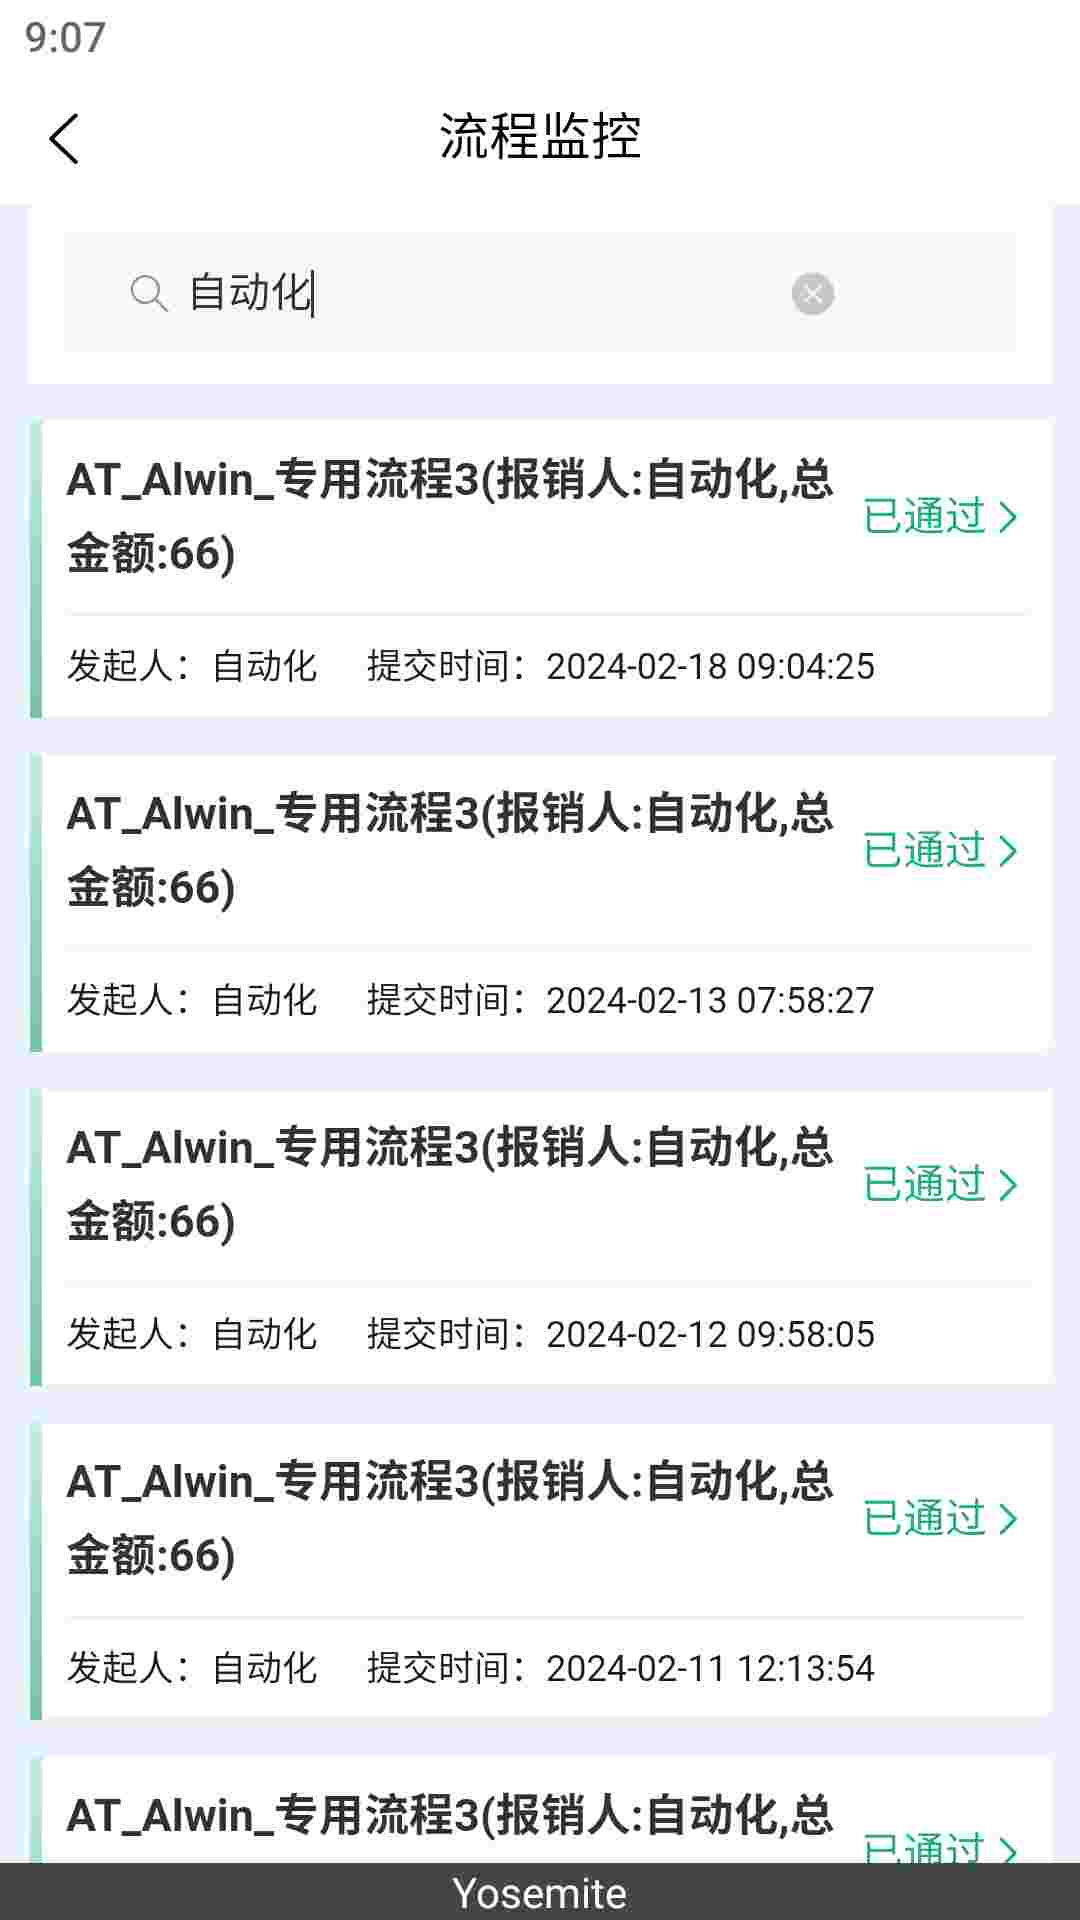 9:07
流程监控
自动化
AT_Alwin_专用流程3(报销人:自动化,总
金额:66)
已通过
发起人：自动化 提交时间：2024-02-18 09:04:25
AT_Alwin_专用流程3(报销人:自动化,总
金额:66)
已通过
发起人：自动化 提交时间：2024-02-13 07:58:27
AT_Alwin_专用流程3(报销人:自动化,总
金额:66)
已通过
发起人：自动化 提交时间：2024-02-12 09:58:05
AT_Alwin_专用流程3(报销人:自动化,总
金额:66)
已通过
发起人：自动化 提交时间：2024-02-11 12:13:54
AT_Alwin_专用流程3(报销人:自动化,总
已通过
Yosemite